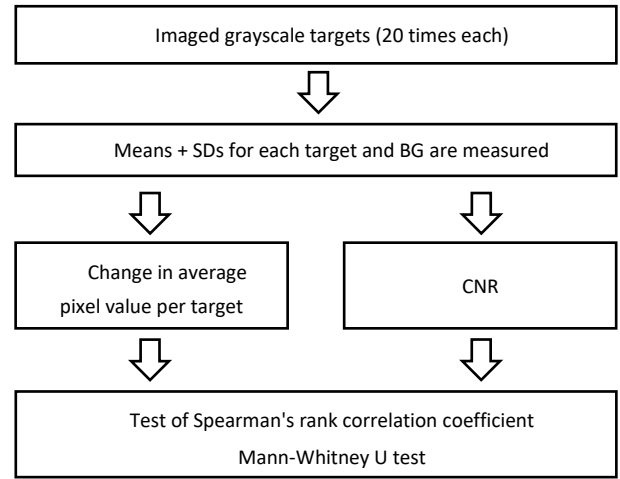 Imaged grayscale targets (20 times each)
Means + SDs for each target and BG are measured
Change in average
pixel value per target
CNR
Test of Spearman's rank correlation coefficient
Mann-Whitney U test